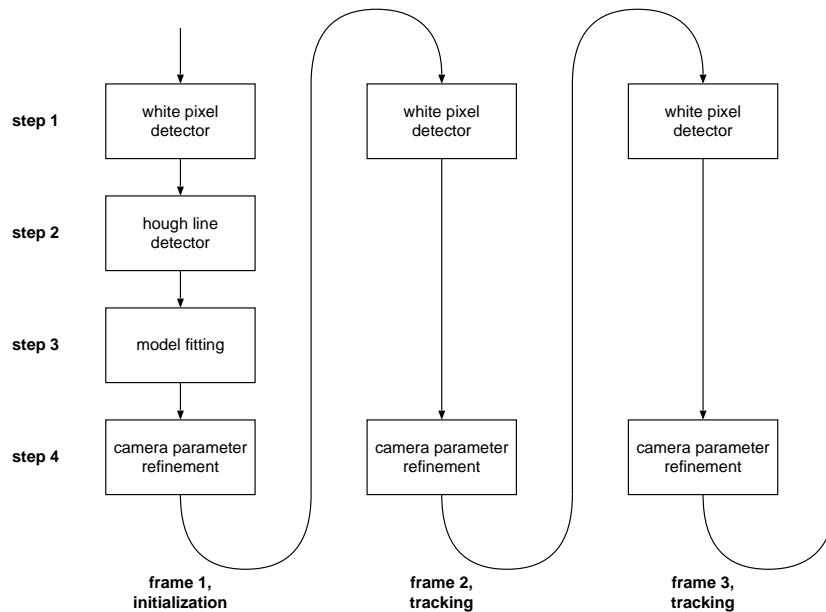 step 1
white pixel
detector
white pixel
detector
white pixel
detector
step 2
hough line
detector
step 3
model fitting
step 4
camera parameter
refinement
camera parameter
refinement
camera parameter
refinement
frame 1,
initialization
frame 2,
tracking
frame 3,
tracking